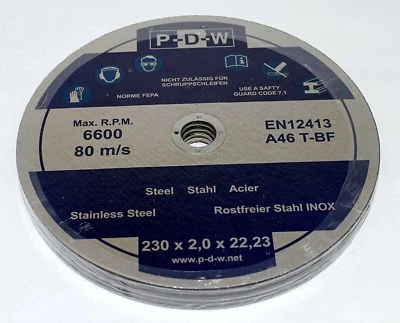 P-D-W
NICHT ZULÄSSIG FÜR
SCHRUPPSCHLEIFEN
NORME FEPA
USE A SAFTY
GUARD CODE 7,1
Max. R.P.M.
6600
80 m/s
EN12413
A46 T-BF
Steel Stahl Acier
Stainless Steel
Rostfreier Stahl INOX
230 x 2,0 x 22,23
www.p-d-w.net